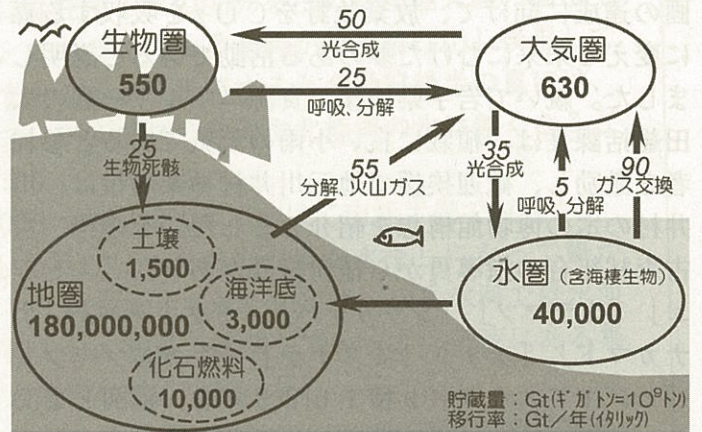 生物圏
550
50
光合成
25
呼吸、分解
大気圏
630
25
生物死骸
55
分解、火山ガス
35
光合成
5
呼吸、分解
90
ガス交換
地圏
180,000,000
土壌
1,500
海洋底
3,000
化石燃料
10,000
水圏(含海棲生物)
40,000
貯蔵量：Gt(ギガトン=10⁹トン)
移行率：Gt／年(イタリック)